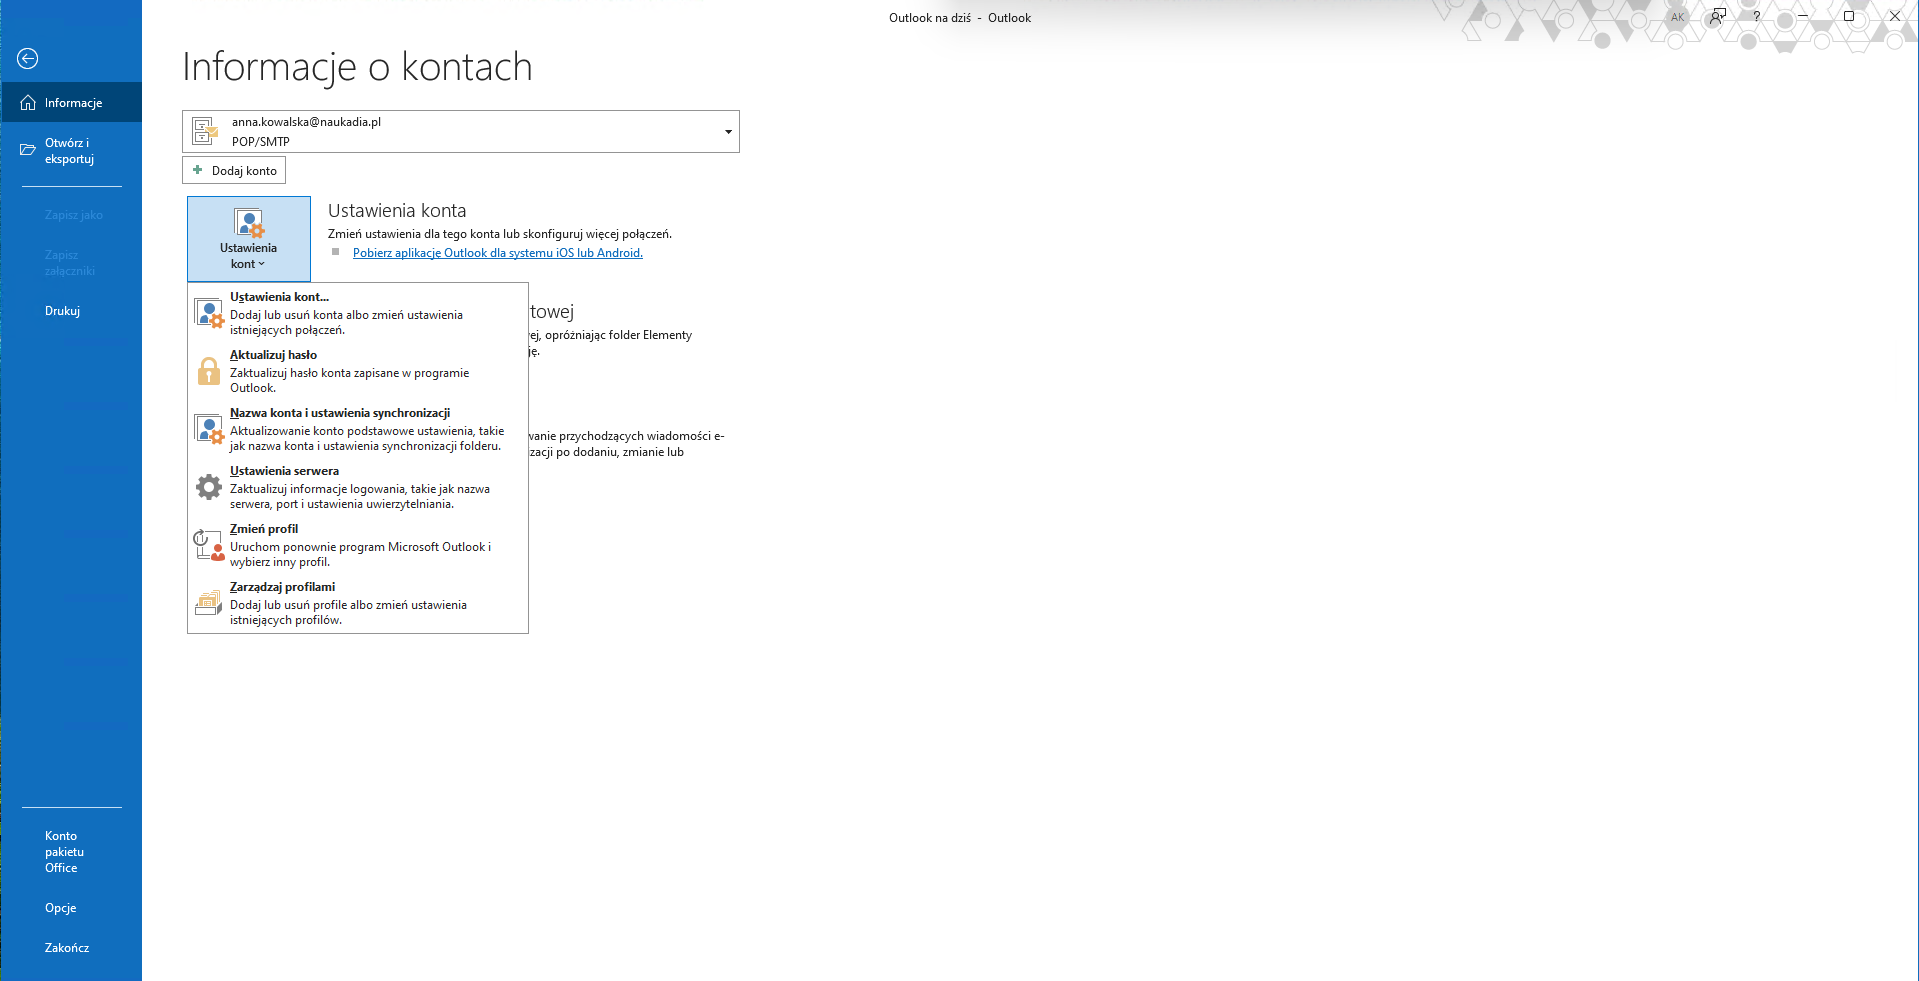 Outlook na dziś - Outlook
AK
?
Informacje o kontach
Informacje
Otwórz i
eksportuj
Zapisz jako
Zapisz
załączniki
Drukuj
Konto
pakietu
Office
Opcje
Zakończ
anna.kowalska@naukadia.pl
POP/SMTP
Dodaj konto
Ustawienia
kont
Ustawienia konta
Zmień ustawienia dla tego konta lub skonfiguruj więcej połączeń.
Pobierz aplikację Outlook dla systemu iOS lub Android.
Ustawienia kont...
Dodaj lub usuń konta albo zmień ustawienia
istniejących połączeń.
Aktualizuj hasło
Zaktualizuj hasło konta zapisane w programie
Outlook.
Nazwa konta i ustawienia synchronizacji
Aktualizowanie konto podstawowe ustawienia, takie
jak nazwa konta i ustawienia synchronizacji folderu.
Ustawienia serwera
Zaktualizuj informacje logowania, takie jak nazwa
serwera, port i ustawienia uwierzytelniania.
Zmień profil
Uruchom ponownie program Microsoft Outlook i
wybierz inny profil.
Zarządzaj profilami
Dodaj lub usuń profile albo zmień ustawienia
istniejących profilów.
towej
ej, opróżniając folder Elementy
ję.
wanie przychodzących wiadomości e-
zacji po dodaniu, zmianie lub